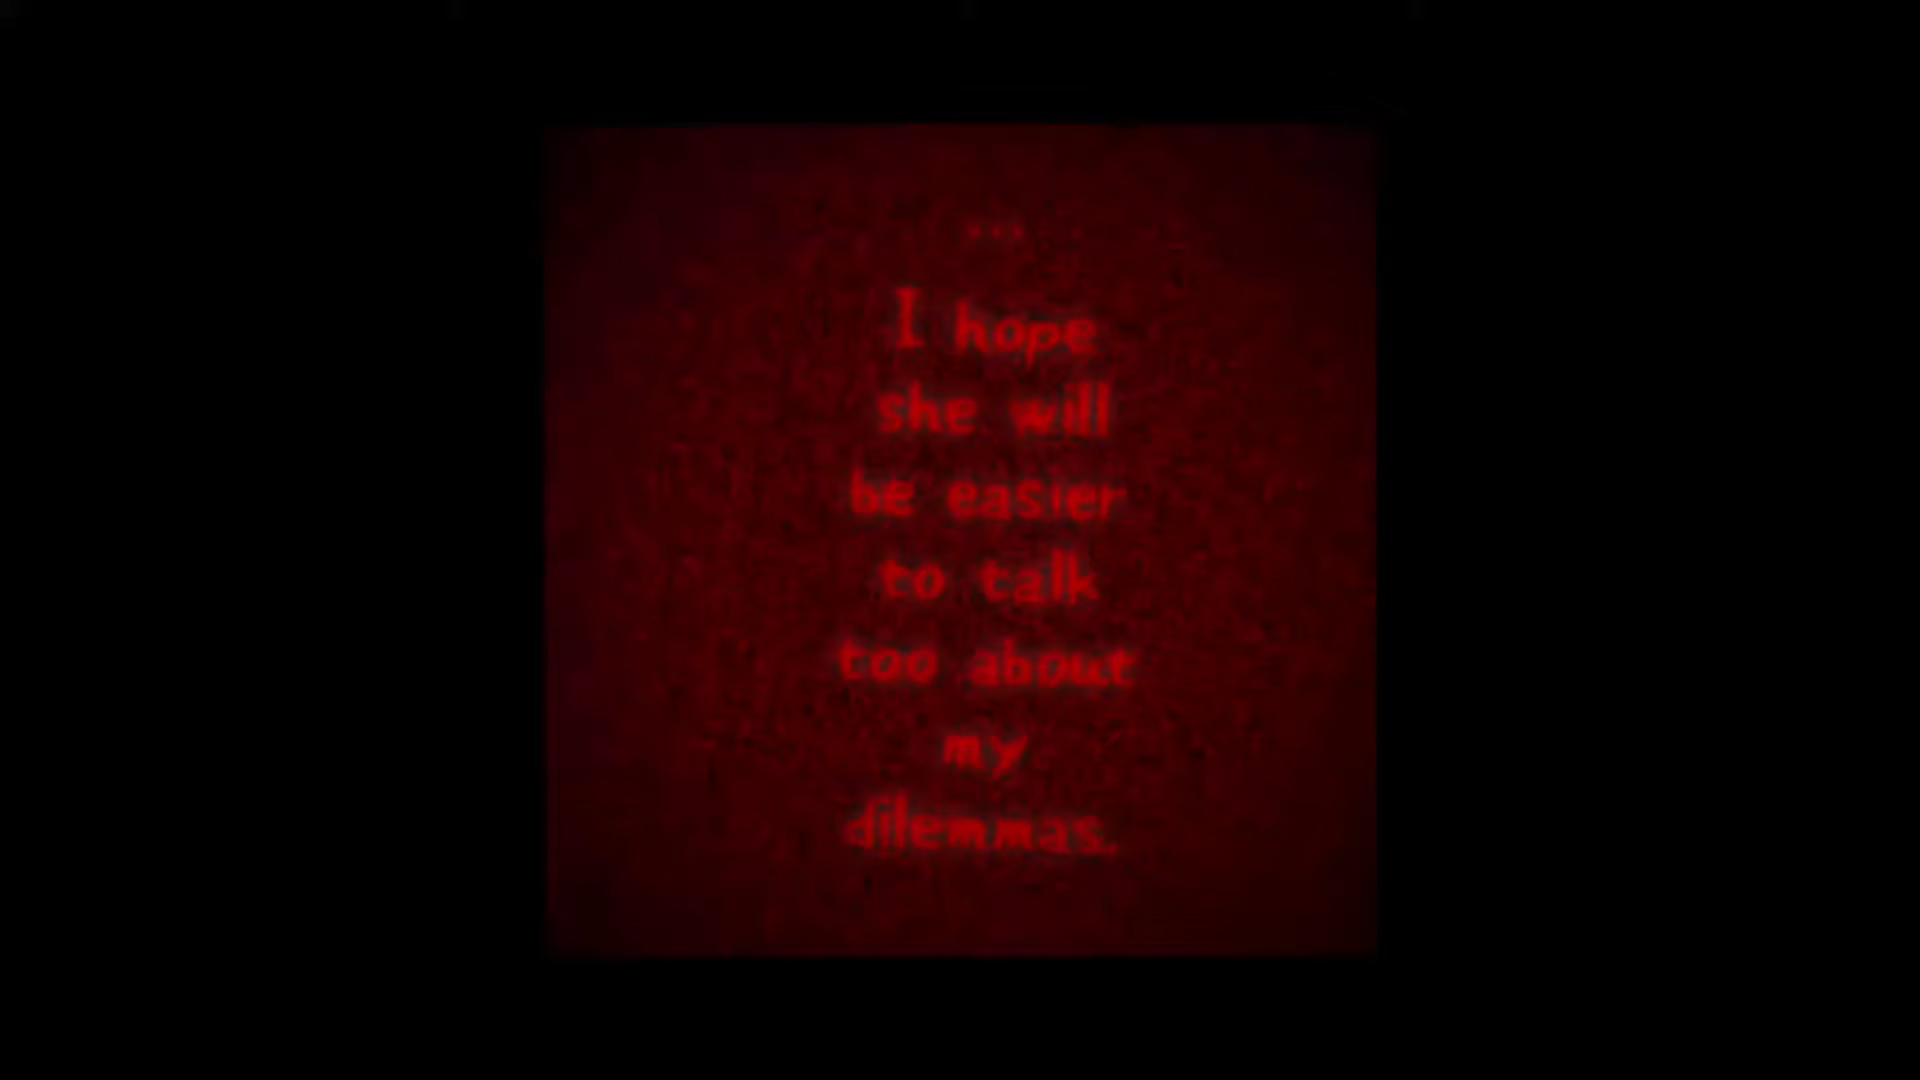 ...
I hope
she will
be easier
to talk
too about
my
dilemmas.